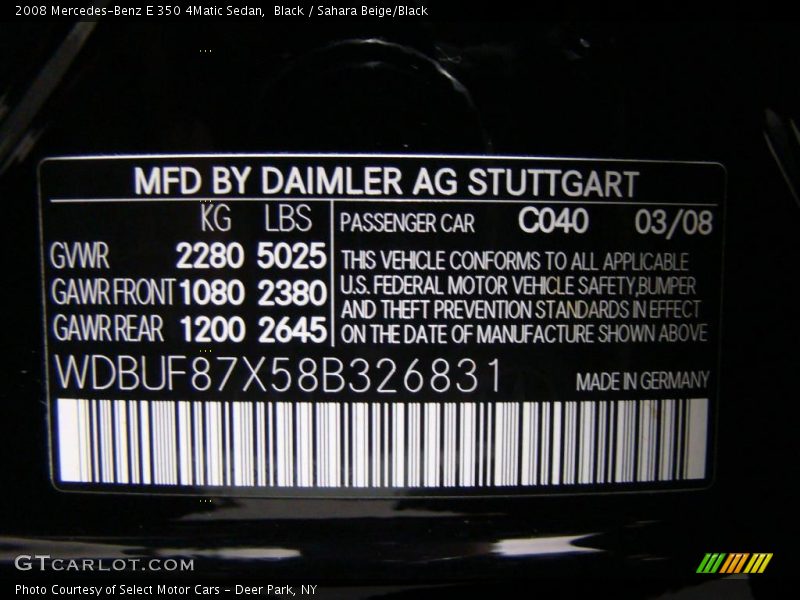 2008 Mercedes-Benz E 350 4Matic Sedan,  Black / Sahara Beige/Black
MFD BY DAIMLER AG STUTTGART
KG LBS
GVWR 2280 5025
GAWR FRONT 1080 2380
GAWR REAR 1200 2645
PASSENGER CAR C040 03/08
THIS VEHICLE CONFORMS TO ALL APPLICABLE
U.S. FEDERAL MOTOR VEHICLE SAFETY,BUMPER
AND THEFT PREVENTION STANDARDS IN EFFECT
ON THE DATE OF MANUFACTURE SHOWN ABOVE
WDBUF87X58B326831
MADE IN GERMANY
GTCARLOT.COM
Photo Courtesy of Select Motor Cars - Deer Park, NY